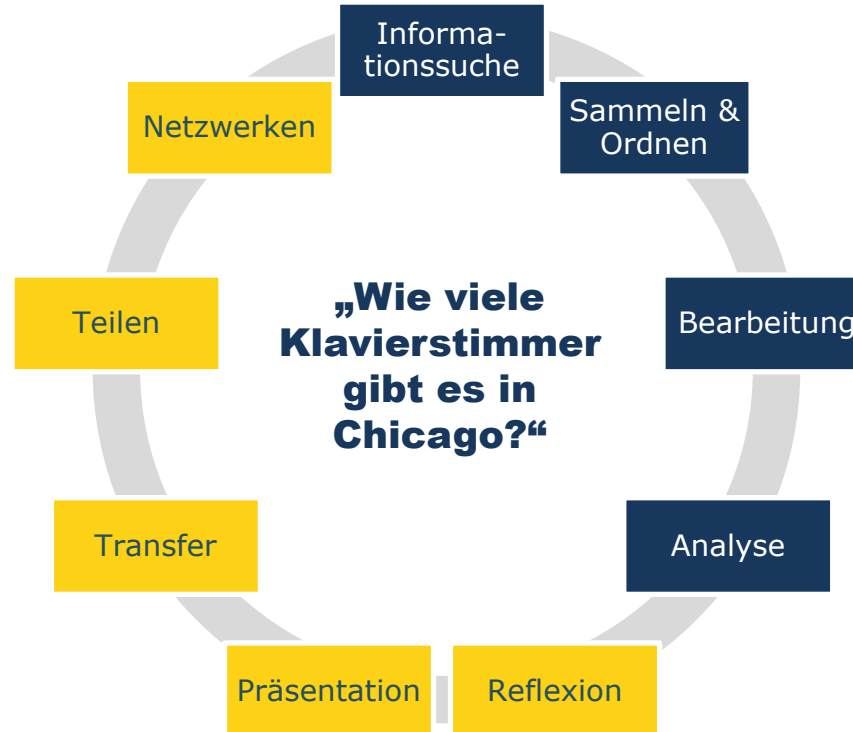 Informa-
tionssuche
Sammeln &
Ordnen
Bearbeitung
Analyse
Reflexion
Präsentation
Transfer
Teilen
Netzwerken
„Wie viele
Klavierstimmer
gibt es in
Chicago?“